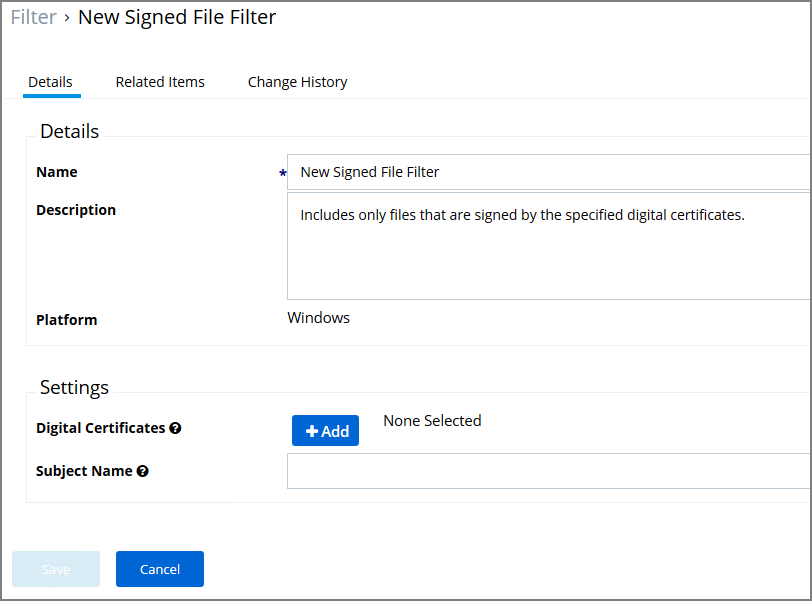 Filter › New Signed File Filter
Details Related Items Change History
Details
Name * New Signed File Filter
Description Includes only files that are signed by the specified digital certificates.
Platform Windows
Settings
Digital Certificates ? + Add None Selected
Subject Name ?
Save Cancel